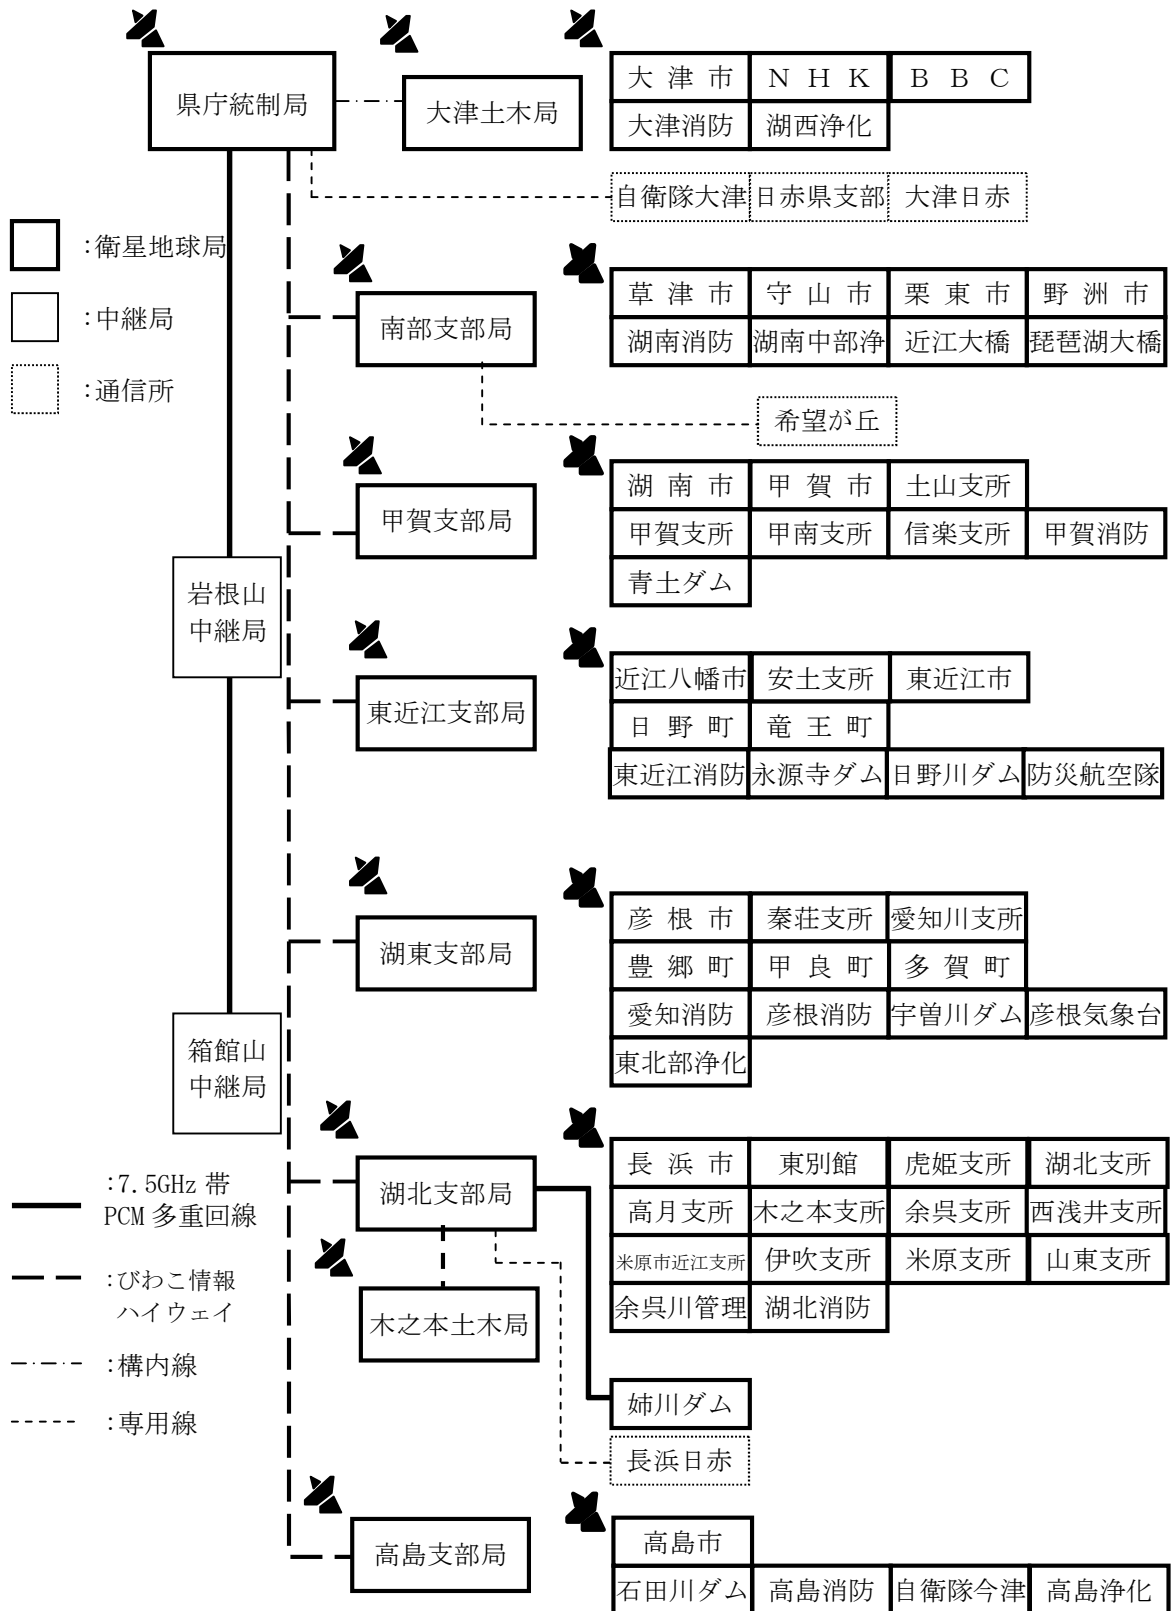 県庁統制局
大津土木局
大津市 NHK BBC
大津消防 湖西浄化
自衛隊大津 日赤県支部 大津日赤
:衛星地球局
:中継局
:通信所
南部支部局
草津市 守山市 栗東市 野洲市
湖南消防 湖南中部浄 近江大橋 琵琶湖大橋
希望が丘
甲賀支部局
湖南市 甲賀市 土山支所
甲賀支所 甲南支所 信楽支所 甲賀消防
青土ダム
岩根山
中継局
東近江支部局
近江八幡市 安土支所 東近江市
日野町 竜王町
東近江消防 永源寺ダム 日野川ダム 防災航空隊
湖東支部局
彦根市 秦荘支所 愛知川支所
豊郷町 甲良町 多賀町
愛知消防 彦根消防 宇曽川ダム 彦根気象台
東北部浄化
箱館山
中継局
湖北支部局
長浜市 東別館 虎姫支所 湖北支所
高月支所 木之本支所 余呉支所 西浅井支所
米原市近江支所 伊吹支所 米原支所 山東支所
余呉川管理 湖北消防
木之本土木局
姉川ダム
長浜日赤
:7.5GHz帯
PCM多重回線
:びわこ情報
ハイウェイ
:構内線
:専用線
高島支部局
高島市
石田川ダム 高島消防 自衛隊今津 高島浄化